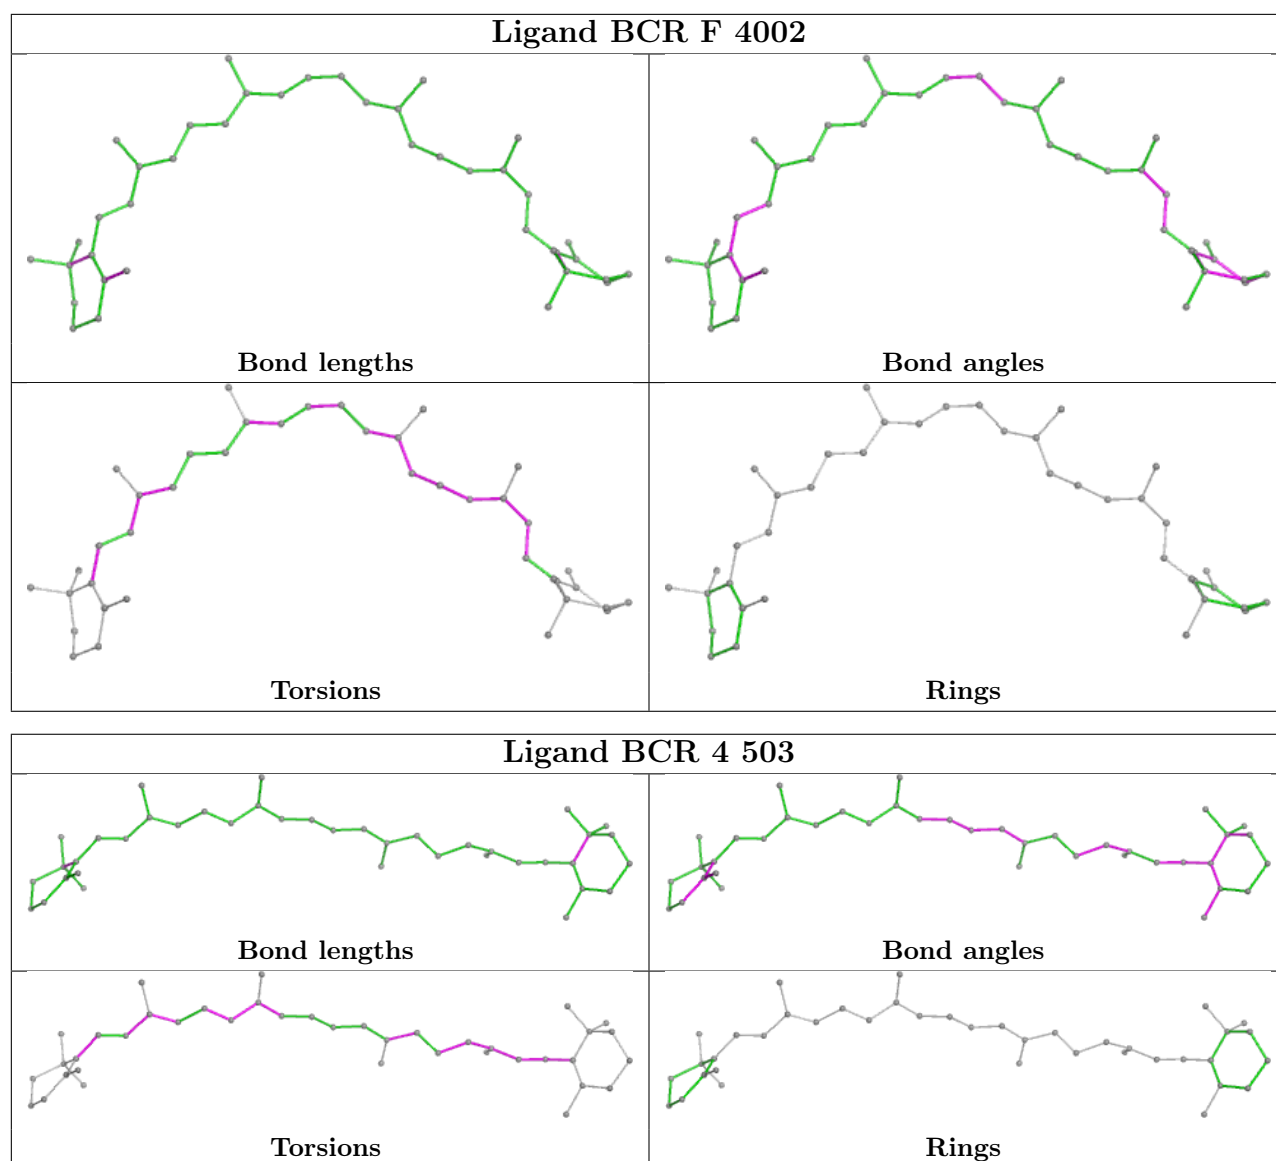 Ligand BCR F 4002
Bond lengths
Bond angles
Torsions
Rings
Ligand BCR 4 503
Bond lengths
Bond angles
Torsions
Rings